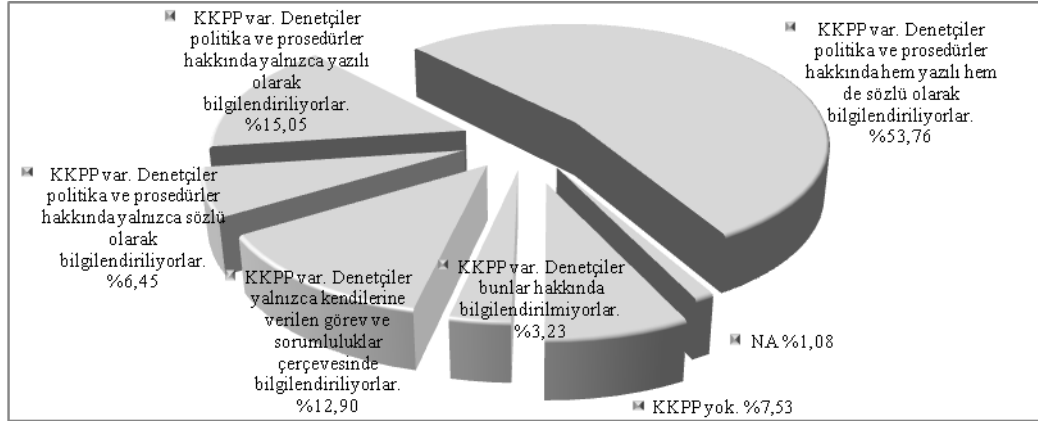 KKPP var. Denetçiler
politika ve prosedürler
hakkında yalnızca yazılı
olarak
bilgilendiriliyorlar.
%15,05
KKPP var. Denetçiler
politika ve prosedürler
hakkında hem yazılı hem
de sözlü olarak
bilgilendiriliyorlar.
%53,76
KKPP var. Denetçiler
politika ve prosedürler
hakkında yalnızca sözlü
olarak
bilgilendiriliyorlar.
%6,45
KKPP var. Denetçiler
yalnızca kendilerine
verilen görev ve
sorumluluklar
çerçevesinde
bilgilendiriliyorlar.
%12,90
KKPP var. Denetçiler
bunlar hakkında
bilgilendirilmiyorlar.
%3,23
NA %1,08
KKPP yok. %7,53